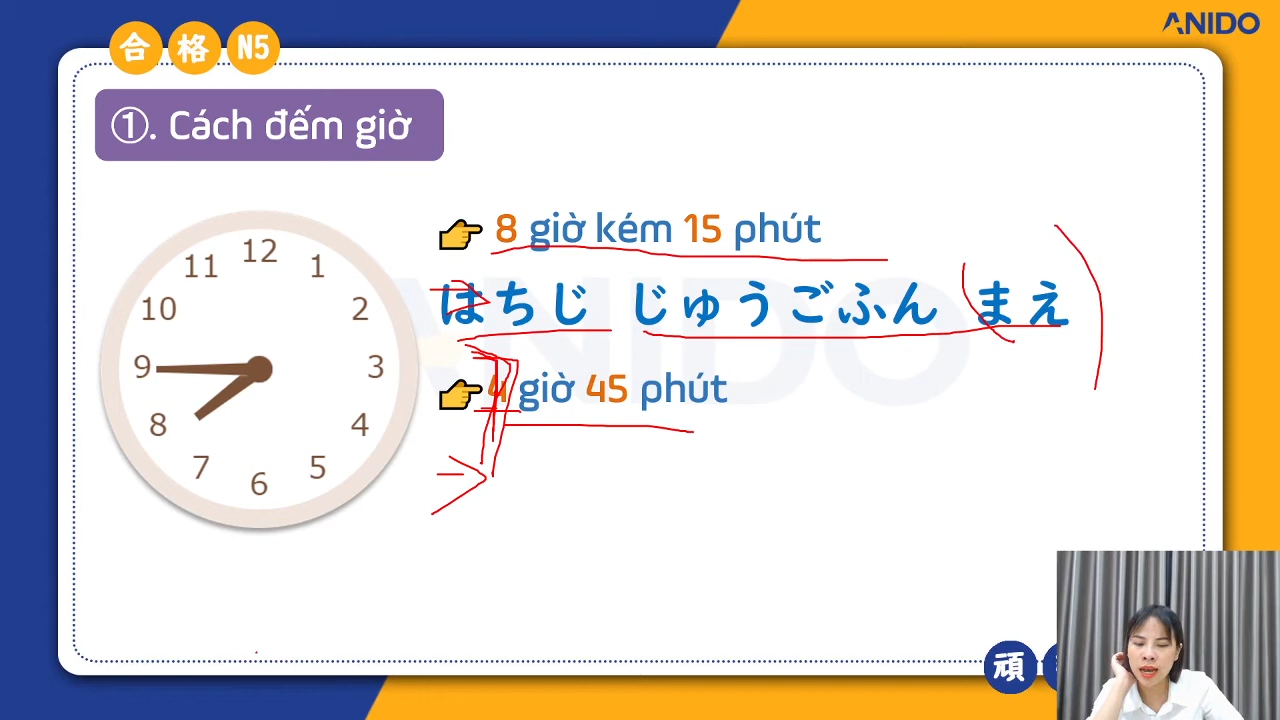 ANIDO
合格 N5
①. Cách đếm giờ
8 giờ kém 15 phút
はちじ じゅうごふん まえ
4 giờ 45 phút
12
11 1
10 2
9 3
8 4
7 5
6
ANIDO
頑